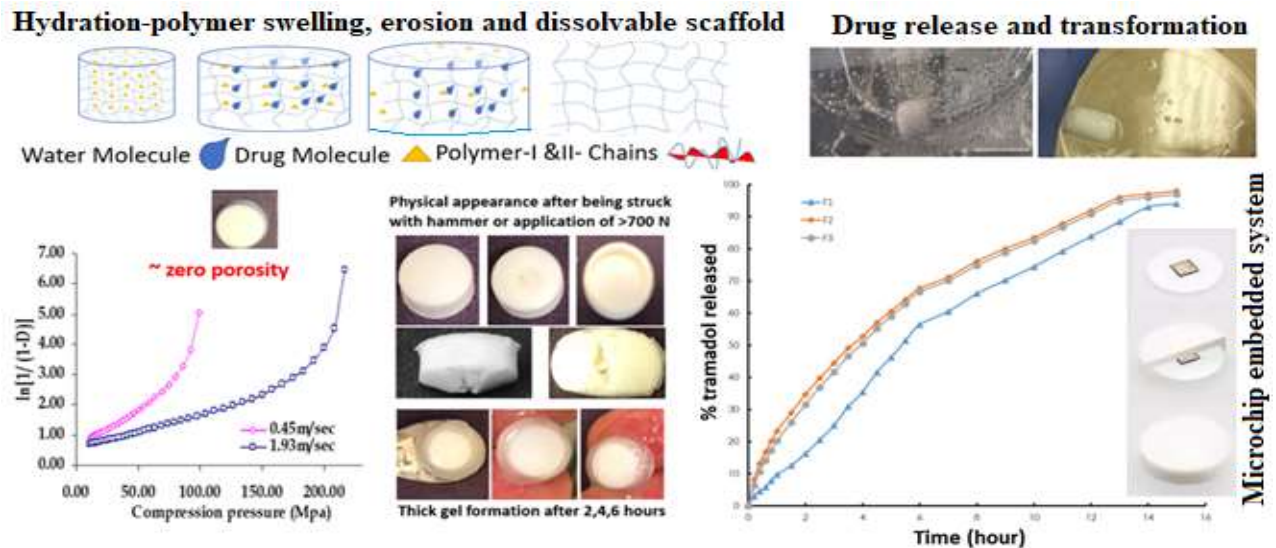 Hydration-polymer swelling, erosion and dissolvable scaffold
Drug release and transformation
Water Molecule Drug Molecule Polymer-I &II- Chains
~ zero porosity
ln[1/ (1-D)]
7.00
6.00
5.00
4.00
3.00
2.00
1.00
0.00
0.45m/sec
1.93m/sec
0.00 50.00 100.00 150.00 200.00
Compression pressure (Mpa)
Physical appearance after being struck
with hammer or application of >700 N
Thick gel formation after 2,4,6 hours
% tramadol released
100
90
80
70
60
50
40
30
20
10
0
F1
F2
F3
0 2 4 6 8 10 12 14 16
Time (hour)
Microchip embedded system